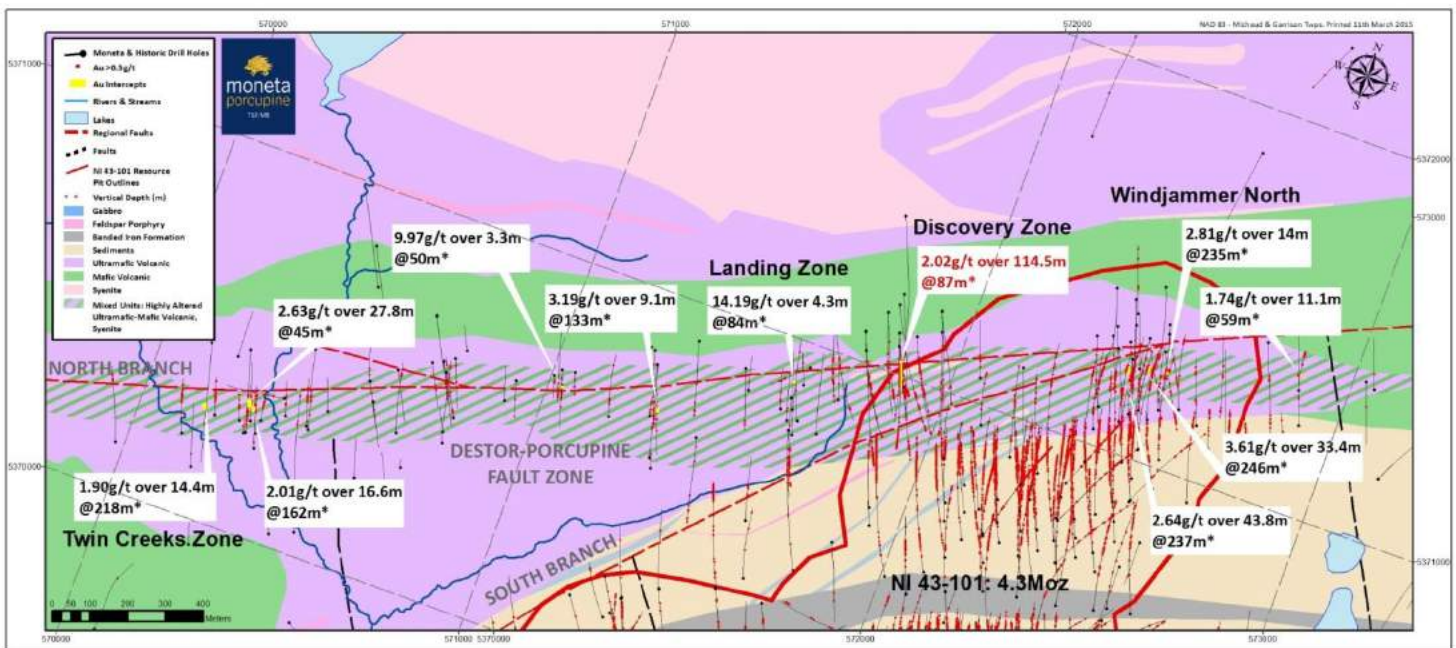 570000
571000
572000
NAD 83 - Michaud & Garrison Twps. Printed 11th March 2015
5371000
Moneta & Historic Drill Holes
Au >0.5g/t
Au Intercepts
Rivers & Streams
Lakes
Regional Faults
Faults
NI 43-101 Resource
Pit Outlines
Vertical Depth (m)
Gabbro
Feldspar Porphyry
Banded Iron Formation
Sediments
Ultramafic Volcanic
Mafic Volcanic
Syenite
Mixed Units: Highly Altered
Ultramafic-Mafic Volcanic,
Syenite
moneta
porcupine
N
W
E
S
5372000
573000
Windjammer North
Discovery Zone
Landing Zone
9.97g/t over 3.3m
@50m*
2.63g/t over 27.8m
@45m*
3.19g/t over 9.1m
@133m*
14.19g/t over 4.3m
@84m*
2.02g/t over 114.5m
@87m*
2.81g/t over 14m
@235m*
1.74g/t over 11.1m
@59m*
NORTH BRANCH
DESTOR-PORCUPINE
FAULT ZONE
5370000
1.90g/t over 14.4m
@218m*
2.01g/t over 16.6m
@162m*
3.61g/t over 33.4m
@246m*
2.64g/t over 43.8m
@237m*
Twin Creeks.Zone
SOUTH BRANCH
NI 43-101: 4.3Moz
5371000
0 50 100 200 300 400
Meters
570000
571000
5370000
572000
573000